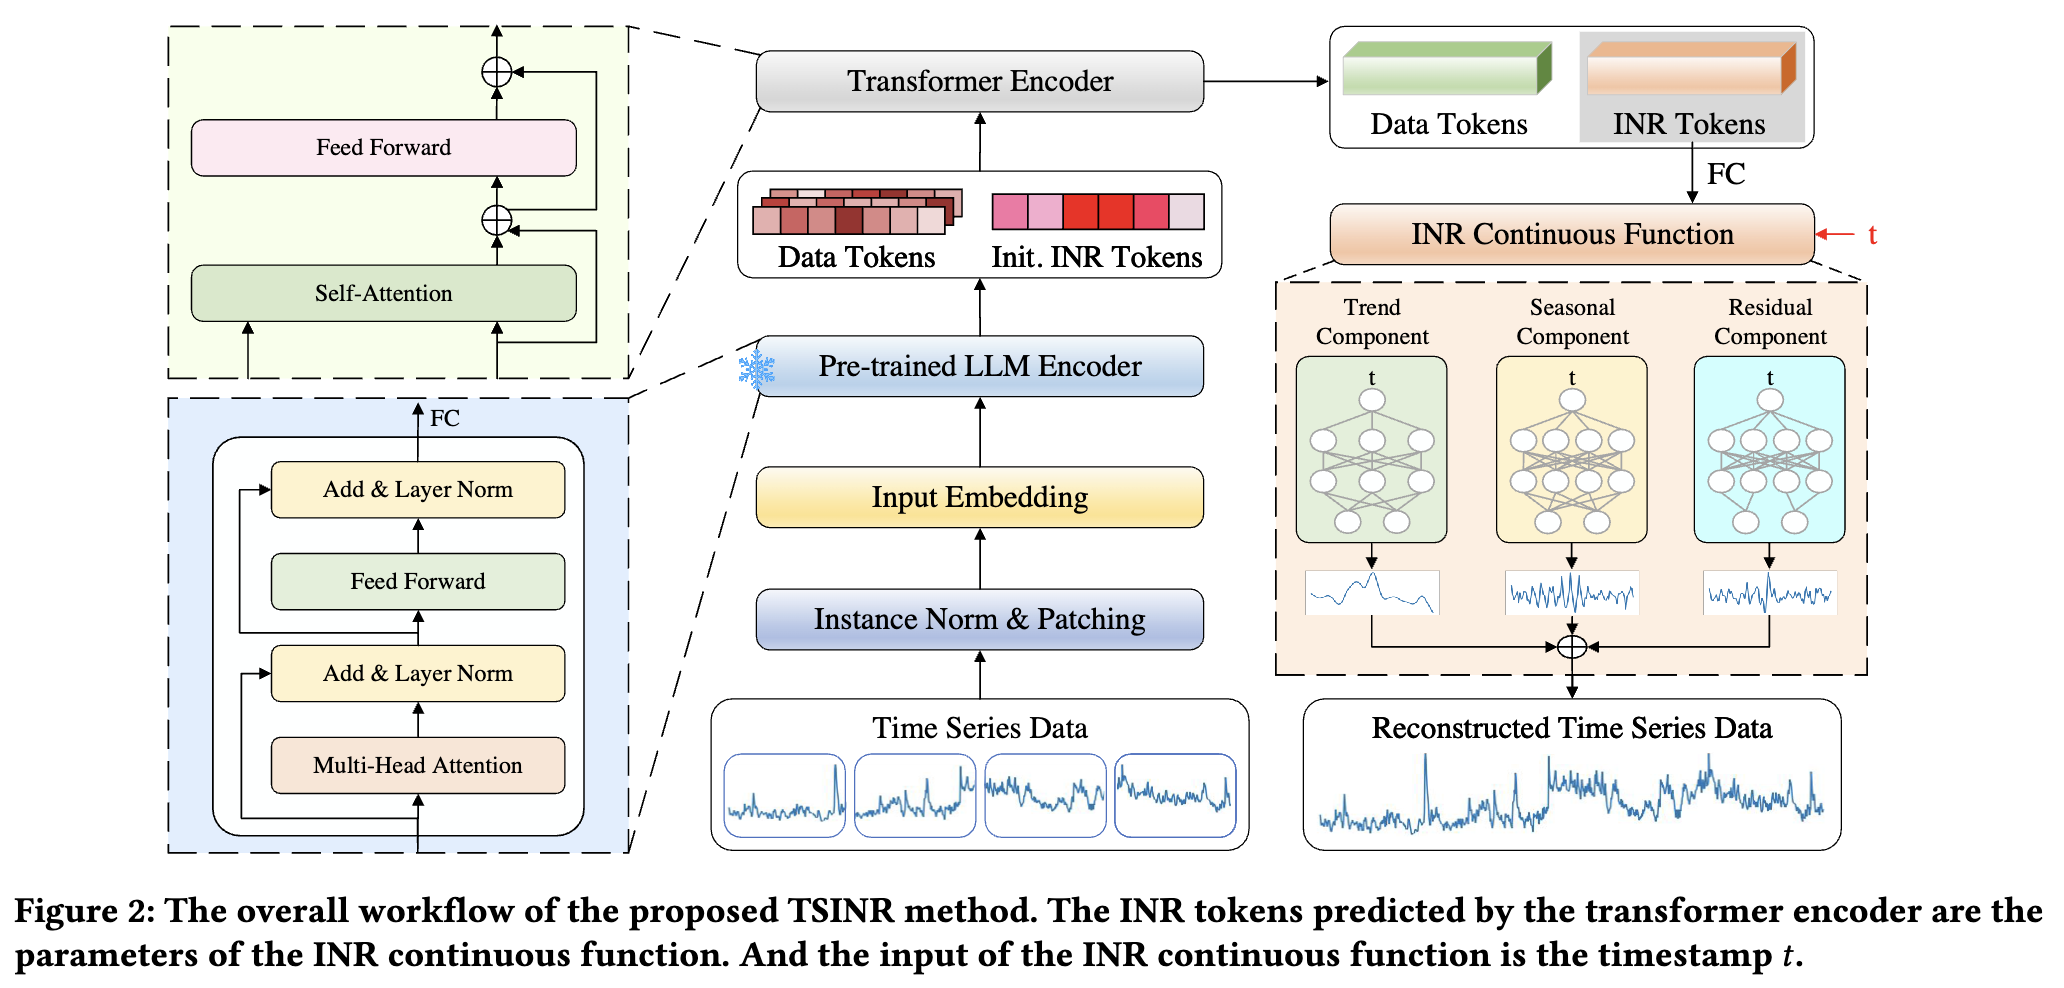 Feed Forward
Self-Attention
FC
Add & Layer Norm
Feed Forward
Add & Layer Norm
Multi-Head Attention
Transformer Encoder
Data Tokens
Init. INR Tokens
Pre-trained LLM Encoder
Input Embedding
Instance Norm & Patching
Time Series Data
Data Tokens
INR Tokens
FC
INR Continuous Function
t
Trend
Component
t
Seasonal
Component
t
Residual
Component
t
Reconstructed Time Series Data
Figure 2: The overall workflow of the proposed TSINR method. The INR tokens predicted by the transformer encoder are the
parameters of the INR continuous function. And the input of the INR continuous function is the timestamp t.